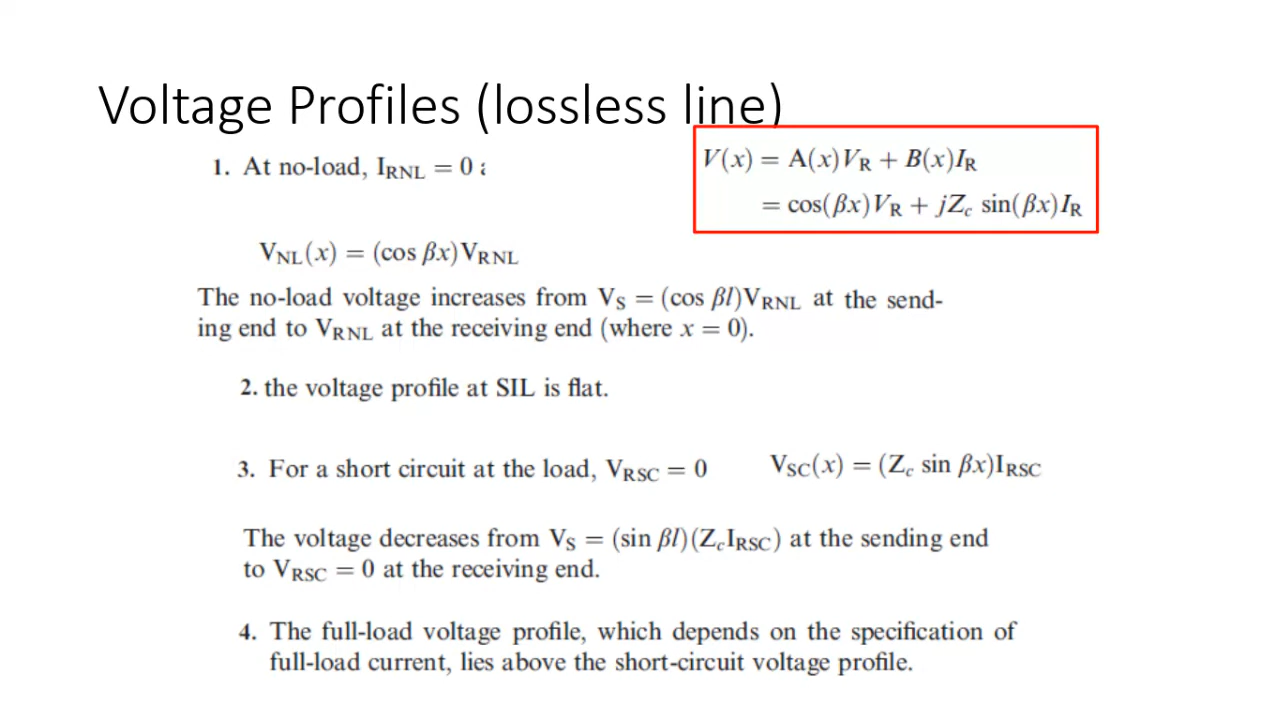 Voltage Profiles (lossless line)
1. At no-load, I_RNL = 0
V(x) = A(x)V_R + B(x)I_R
= cos(βx)V_R + jZ_c sin(βx)I_R
V_NL(x) = (cos βx)V_RNL
The no-load voltage increases from V_S = (cos βl)V_RNL at the send-
ing end to V_RNL at the receiving end (where x = 0).
2. the voltage profile at SIL is flat.
3. For a short circuit at the load, V_RSC = 0 V_SC(x) = (Z_c sin βx)I_RSC
The voltage decreases from V_S = (sin βl)(Z_cI_RSC) at the sending end
to V_RSC = 0 at the receiving end.
4. The full-load voltage profile, which depends on the specification of
full-load current, lies above the short-circuit voltage profile.